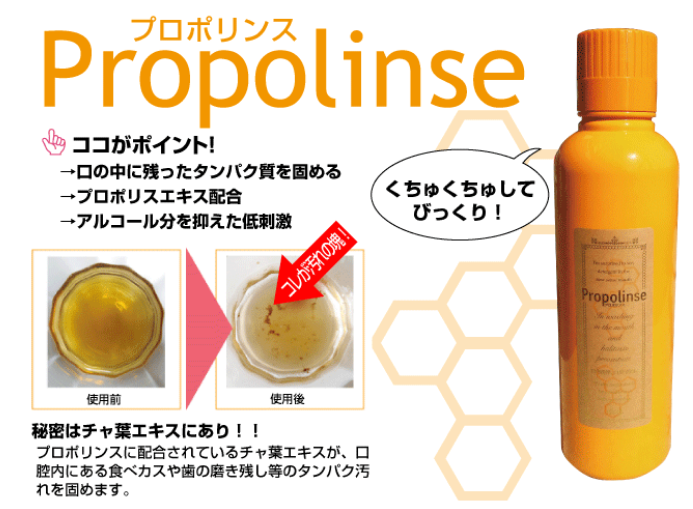 プロポリンス
Propolinse
ココがポイント!
→口の中に残ったタンパク質を固める
→プロポリスエキス配合
→アルコール分を抑えた低刺激
くちゅくちゅして
びっくり！
コレが汚れの塊！
使用前
使用後
Propolinse
秘密はチャ葉エキスにあり！！
プロポリンスに配合されているチャ葉エキスが、口
腔内にある食べカスや歯の磨き残し等のタンパク汚
れを固めます。